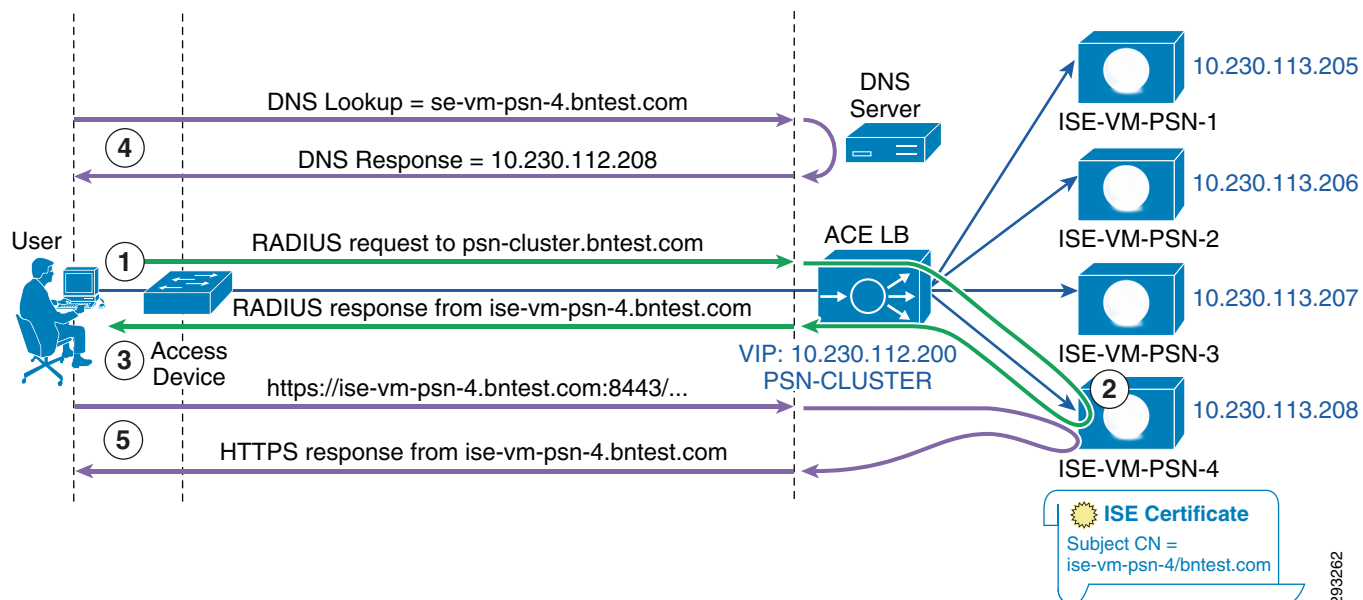 DNS Lookup = se-vm-psn-4.bntest.com
4
DNS Response = 10.230.112.208
DNS
Server
10.230.113.205
ISE-VM-PSN-1
10.230.113.206
ISE-VM-PSN-2
User
1
RADIUS request to psn-cluster.bntest.com
ACE LB
RADIUS response from ise-vm-psn-4.bntest.com
10.230.113.207
ISE-VM-PSN-3
3
Access
Device
VIP: 10.230.112.200
PSN-CLUSTER
2
https://ise-vm-psn-4.bntest.com:8443/...
10.230.113.208
ISE-VM-PSN-4
5
HTTPS response from ise-vm-psn-4.bntest.com
ISE Certificate
Subject CN =
ise-vm-psn-4/bntest.com
293262